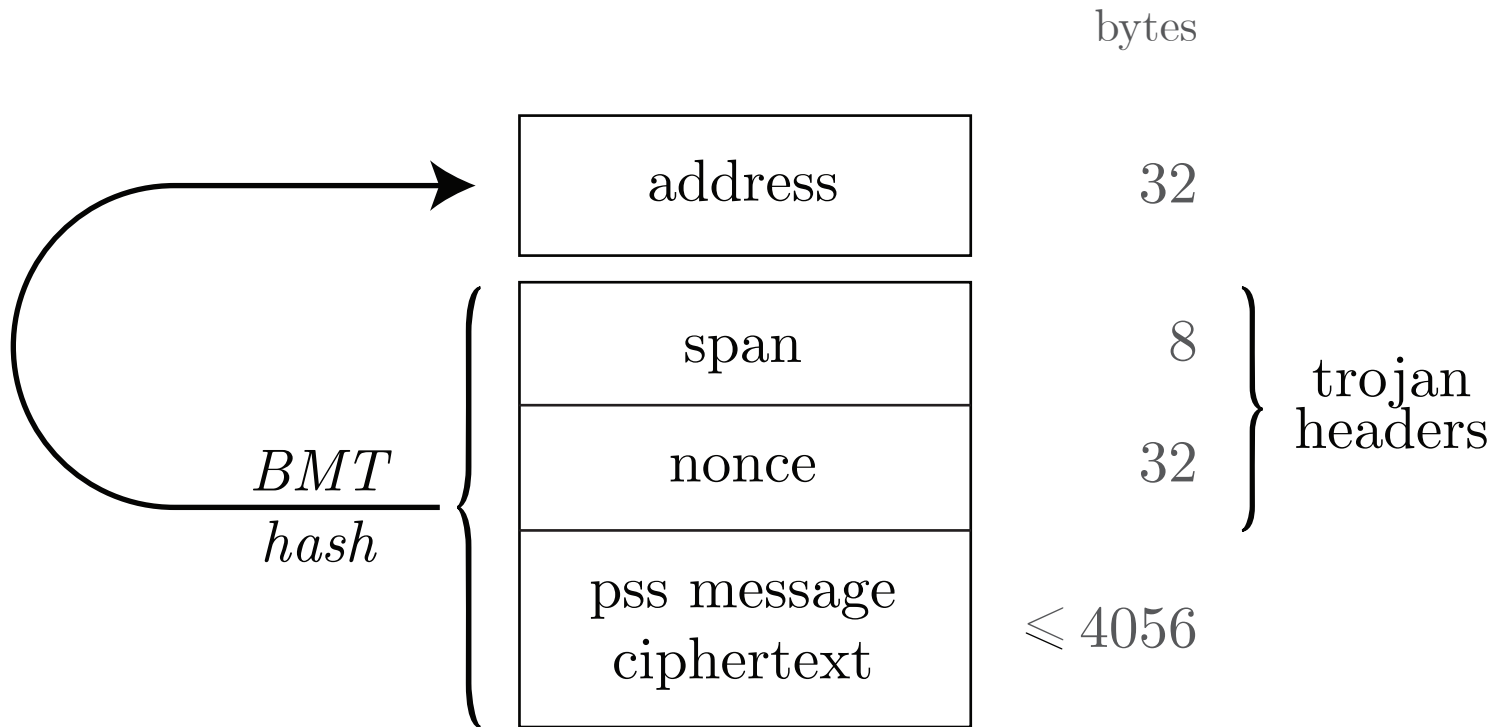 bytes
address
32
span
8
trojan
headers
nonce
32
BMT
hash
pss message
ciphertext
⩽ 4056